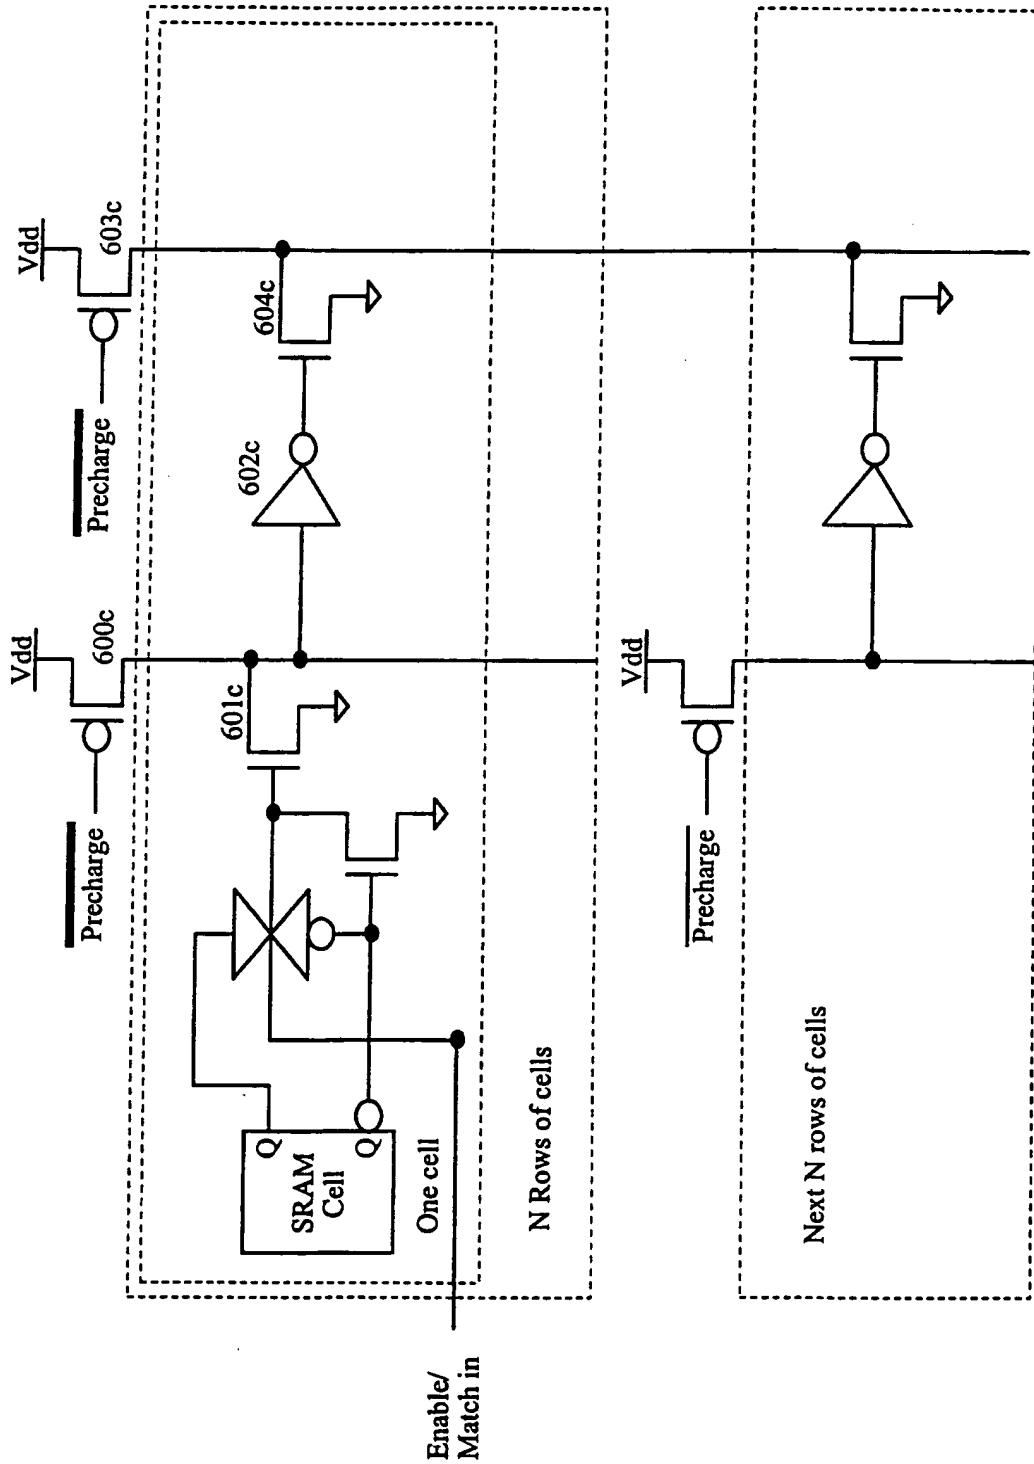 Vdd
603c
Precharge
Vdd
600c
Precharge
604c
602c
601c
SRAM
Cell
Q
Q
One cell
N Rows of cells
Enable/
Match in
Vdd
Precharge
Next N rows of cells